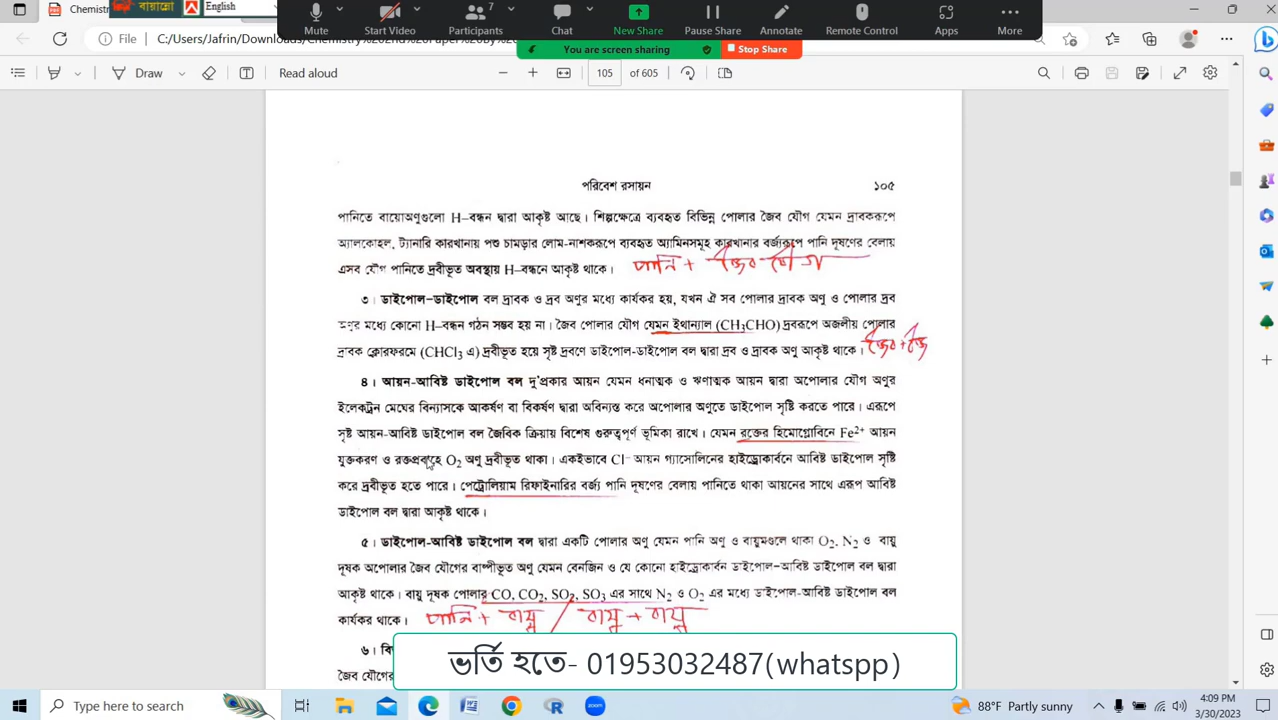 বায়ান্নো
English
Mute
Start Video
Participants
7
Chat
New Share
Pause Share
Annotate
Remote Control
Apps
More
You are screen sharing
Stop Share
File
C:/Users/Jafrin/Downloads/Chemistry
Draw
Read aloud
105
of 605
পরিবেশ রসায়ন
১০৫
পানিতে বায়োঅণুগুলো H-বন্ধন দ্বারা আকৃষ্ট আছে। শিল্পক্ষেত্রে ব্যবহৃত বিভিন্ন পোলার জৈব যৌগ যেমন দ্রাবকরূপে
অ্যালকোহল, ট্যানারি কারখানায় পশু চামড়ার লোম-নাশকরূপে ব্যবহৃত অ্যামিনসমূহ কারখানার বর্জ্যরূপে পানি দূষণের বেলায়
এসব যৌগ পানিতে দ্রবীভূত অবস্থায় H-বন্ধনে আকৃষ্ট থাকে।
পানি + জৈব যৌগ
৩। ডাইপোল-ডাইপোল বল দ্রাবক ও দ্রব অণুর মধ্যে কার্যকর হয়, যখন ঐ সব পোলার দ্রাবক অণু ও পোলার দ্রব
অণুর মধ্যে কোনো H-বন্ধন গঠন সম্ভব হয় না। জৈব পোলার যৌগ যেমন ইথান্যাল (CH₃CHO) দ্রবরূপে অজলীয় পোলার
দ্রাবক ক্লোরফরমে (CHCl₃ এ) দ্রবীভূত হয়ে সৃষ্ট দ্রবণে ডাইপোল-ডাইপোল বল দ্বারা দ্রব ও দ্রাবক অণু আকৃষ্ট থাকে।
জৈব+জৈ
৪। আয়ন-আবিষ্ট ডাইপোল বল দু'প্রকার আয়ন যেমন ধনাত্মক ও ঋণাত্মক আয়ন দ্বারা অপোলার যৌগ অণুর
ইলেকট্রন মেঘের বিন্যাসকে আকর্ষণ বা বিকর্ষণ দ্বারা অবিন্যস্ত করে অপোলার অণুতে ডাইপোল সৃষ্টি করতে পারে। এরূপে
সৃষ্ট আয়ন-আবিষ্ট ডাইপোল বল জৈবিক ক্রিয়ায় বিশেষ গুরুত্বপূর্ণ ভূমিকা রাখে। যেমন রক্তের হিমোগ্লোবিনে Fe²⁺ আয়ন
যুক্তকরণ ও রক্তপ্রবাহে O₂ অণু দ্রবীভূত থাকা। একইভাবে Cl⁻ আয়ন গ্যাসোলিনের হাইড্রোকার্বনে আবিষ্ট ডাইপোল সৃষ্টি
করে দ্রবীভূত হতে পারে। পেট্রোলিয়াম রিফাইনারির বর্জ্য পানি দূষণের বেলায় পানিতে থাকা আয়নের সাথে এরূপ আবিষ্ট
ডাইপোল বল দ্বারা আকৃষ্ট থাকে।
৫। ডাইপোল-আবিষ্ট ডাইপোল বল দ্বারা একটি পোলার অণু যেমন পানি অণু ও বায়ুমণ্ডলে থাকা O₂, N₂ ও বায়ু
দূষক অপোলার জৈব যৌগের বাষ্পীভূত অণু যেমন বেনজিন ও যে কোনো হাইড্রোকার্বন ডাইপোল-আবিষ্ট ডাইপোল বল দ্বারা
আকৃষ্ট থাকে। বায়ু দূষক পোলার CO, CO₂, SO₂, SO₃ এর সাথে N₂ ও O₂ এর মধ্যে ডাইপোল-আবিষ্ট ডাইপোল বল
কার্যকর থাকে।
পানি + বায়ু / বায়ু + বায়ু
৬।
জৈব যৌগের
ভর্তি হতে- 01953032487(whatspp)
Type here to search
88°F Partly sunny
4:09 PM
3/30/2023